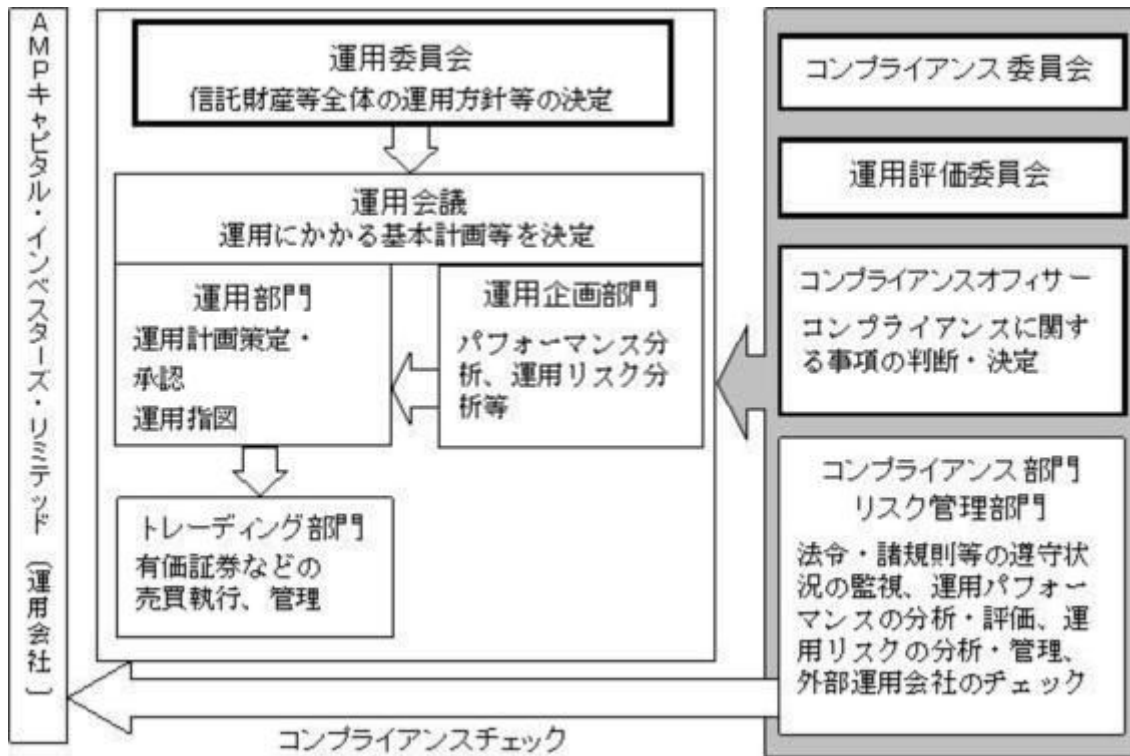 AMPキャピタル・インベスターズ・リミテッド（運用会社）
運用委員会
信託財産等全体の運用方針等の決定
運用会議
運用にかかる基本計画等を決定
運用部門
運用計画策定・
承認
運用指図
運用企画部門
パフォーマンス分
析、運用リスク分
析等
トレーディング部門
有価証券などの
売買執行、管理
コンプライアンス委員会
運用評価委員会
コンプライアンスオフィサー
コンプライアンスに関す
る事項の判断・決定
コンプライアンス部門
リスク管理部門
法令・諸規則等の遵守状
況の監視、運用パフォー
マンスの分析・評価、運
用リスクの分析・管理、
外部運用会社のチェック
コンプライアンスチェック